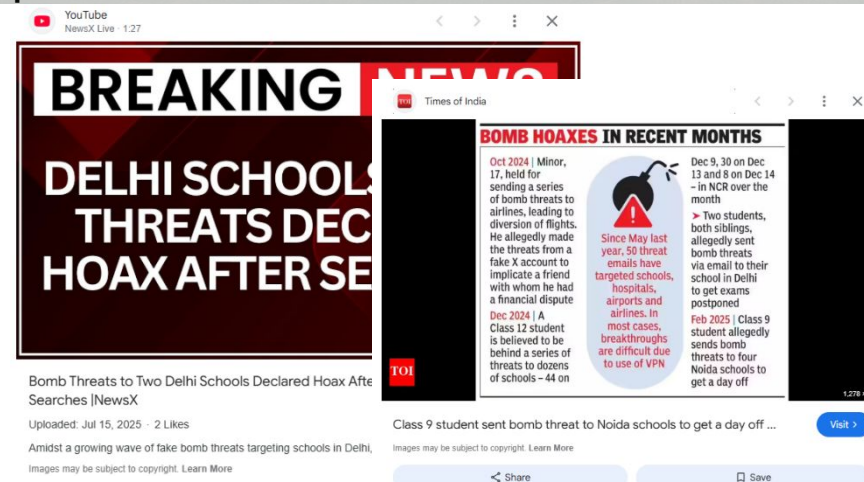 YouTube
NewsX Live · 1:27
BREAKING NEWS
DELHI SCHOOLS
THREATS DEC
HOAX AFTER SE
Bomb Threats to Two Delhi Schools Declared Hoax Afte
Searches |NewsX
Uploaded: Jul 15, 2025 · 2 Likes
Amidst a growing wave of fake bomb threats targeting schools in Delhi,
Images may be subject to copyright. Learn More
TOI
Times of India
BOMB HOAXES IN RECENT MONTHS
Oct 2024 | Minor,
17, held for
sending a series
of bomb threats to
airlines, leading to
diversion of flights.
He allegedly made
the threats from a
fake X account to
implicate a friend
with whom he had
a financial dispute
Dec 2024 | A
Class 12 student
is believed to be
behind a series of
threats to dozens
of schools – 44 on
Since May last
year, 50 threat
emails have
targeted schools,
hospitals,
airports and
airlines. In
most cases,
breakthroughs
are difficult due
to use of VPN
Dec 9, 30 on Dec
13 and 8 on Dec 14
– in NCR over the
month
➤ Two students,
both siblings,
allegedly sent
bomb threats
via email to their
school in Delhi
to get exams
postponed
Feb 2025 | Class 9
student allegedly
sends bomb
threats to four
Noida schools to
get a day off
TOI
1,278
Class 9 student sent bomb threat to Noida schools to get a day off ...
Visit >
Images may be subject to copyright. Learn More
Share
Save